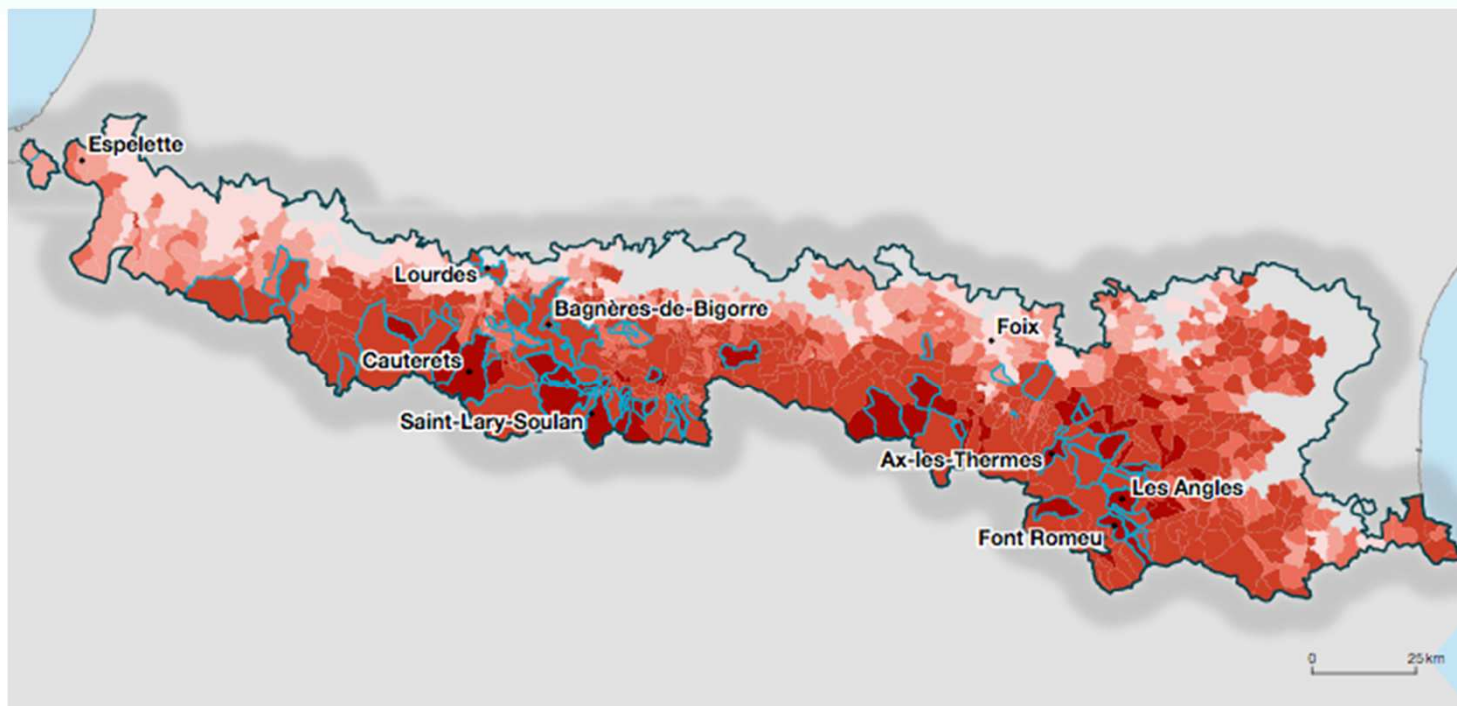 Espelette
Lourdes
Bagnères-de-Bigorre
Foix
Cauterets
Saint-Lary-Soulan
Ax-les-Thermes
Les Angles
Font Romeu
0 25 km